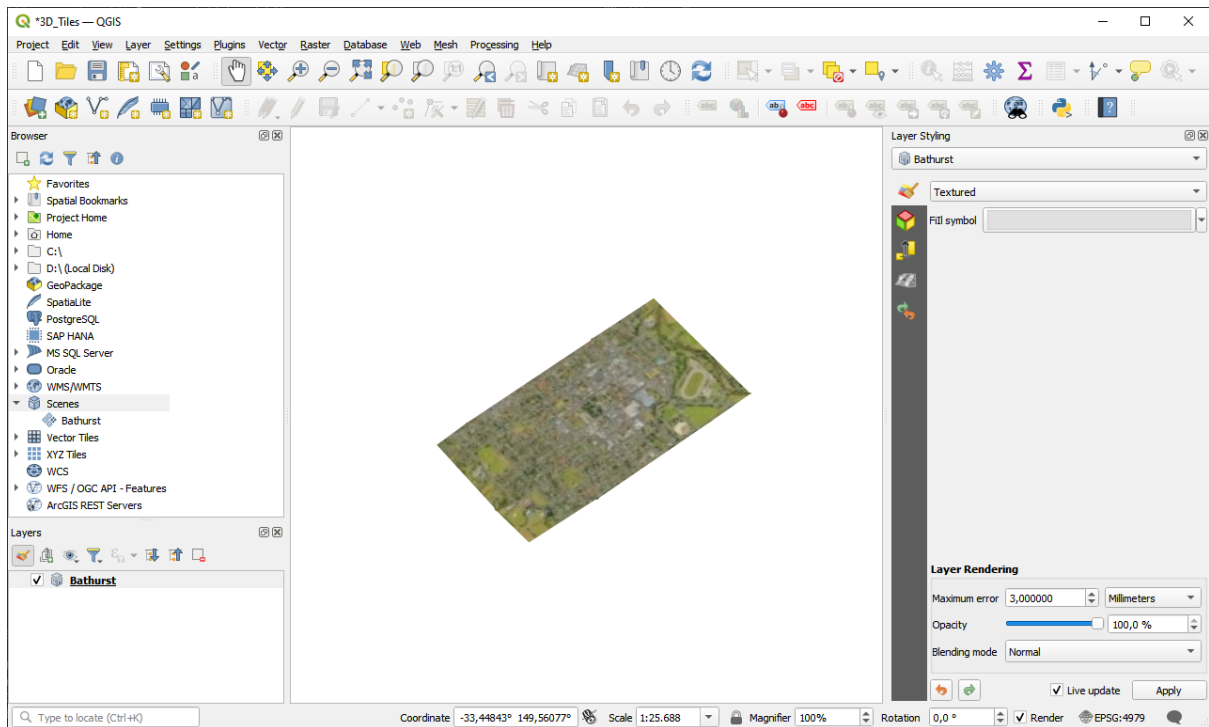 *3D_Tiles — QGIS
Project Edit View Layer Settings Plugins Vector Raster Database Web Mesh Processing Help
Browser
Favorites
Spatial Bookmarks
Project Home
Home
C:\
D:\ (Local Disk)
GeoPackage
SpatiaLite
PostgreSQL
SAP HANA
MS SQL Server
Oracle
WMS/WMTS
Scenes
Bathurst
Vector Tiles
XYZ Tiles
WCS
WFS / OGC API - Features
ArcGIS REST Servers
Layers
Bathurst
Layer Styling
Bathurst
Textured
Fill symbol
Layer Rendering
Maximum error 3,000000 Millimeters
Opacity 100,0 %
Blending mode Normal
Live update Apply
Type to locate (Ctrl+K) Coordinate -33,44843° 149,56077° Scale 1:25.688 Magnifier 100% Rotation 0,0 ° Render EPSG:4979